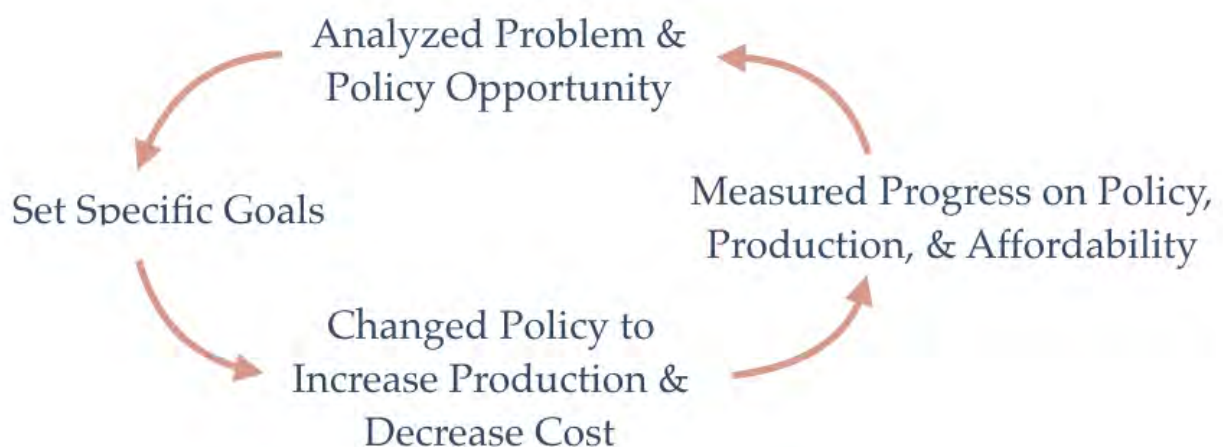 Analyzed Problem &
Policy Opportunity
Set Specific Goals
Changed Policy to
Increase Production &
Decrease Cost
Measured Progress on Policy,
Production, & Affordability